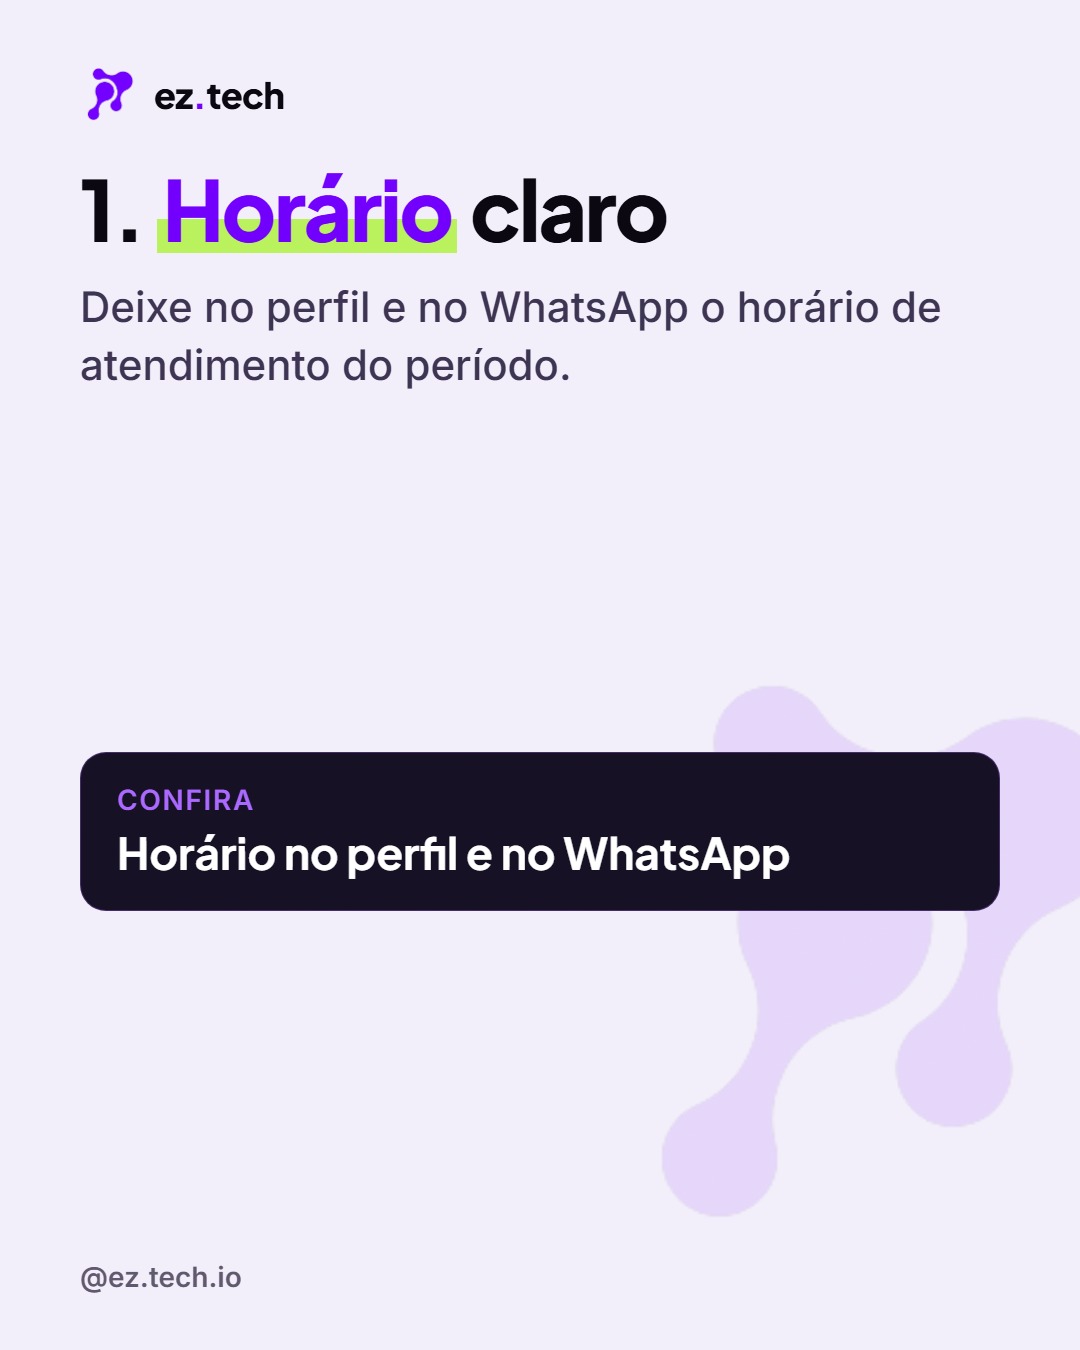 ez.tech
1. Horário claro
Deixe no perfil e no WhatsApp o horário de
atendimento do período.
CONFIRA
Horário no perfil e no WhatsApp
@ez.tech.io